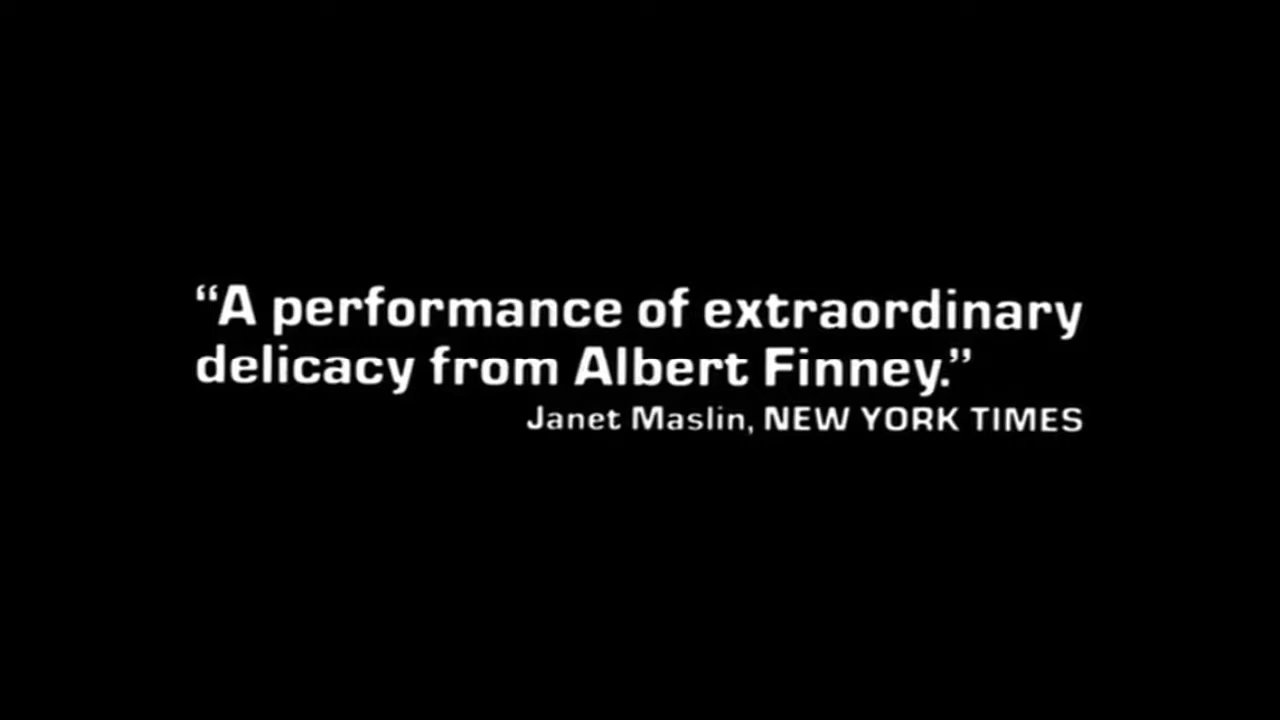 “A performance of extraordinary
delicacy from Albert Finney.”
Janet Maslin, NEW YORK TIMES